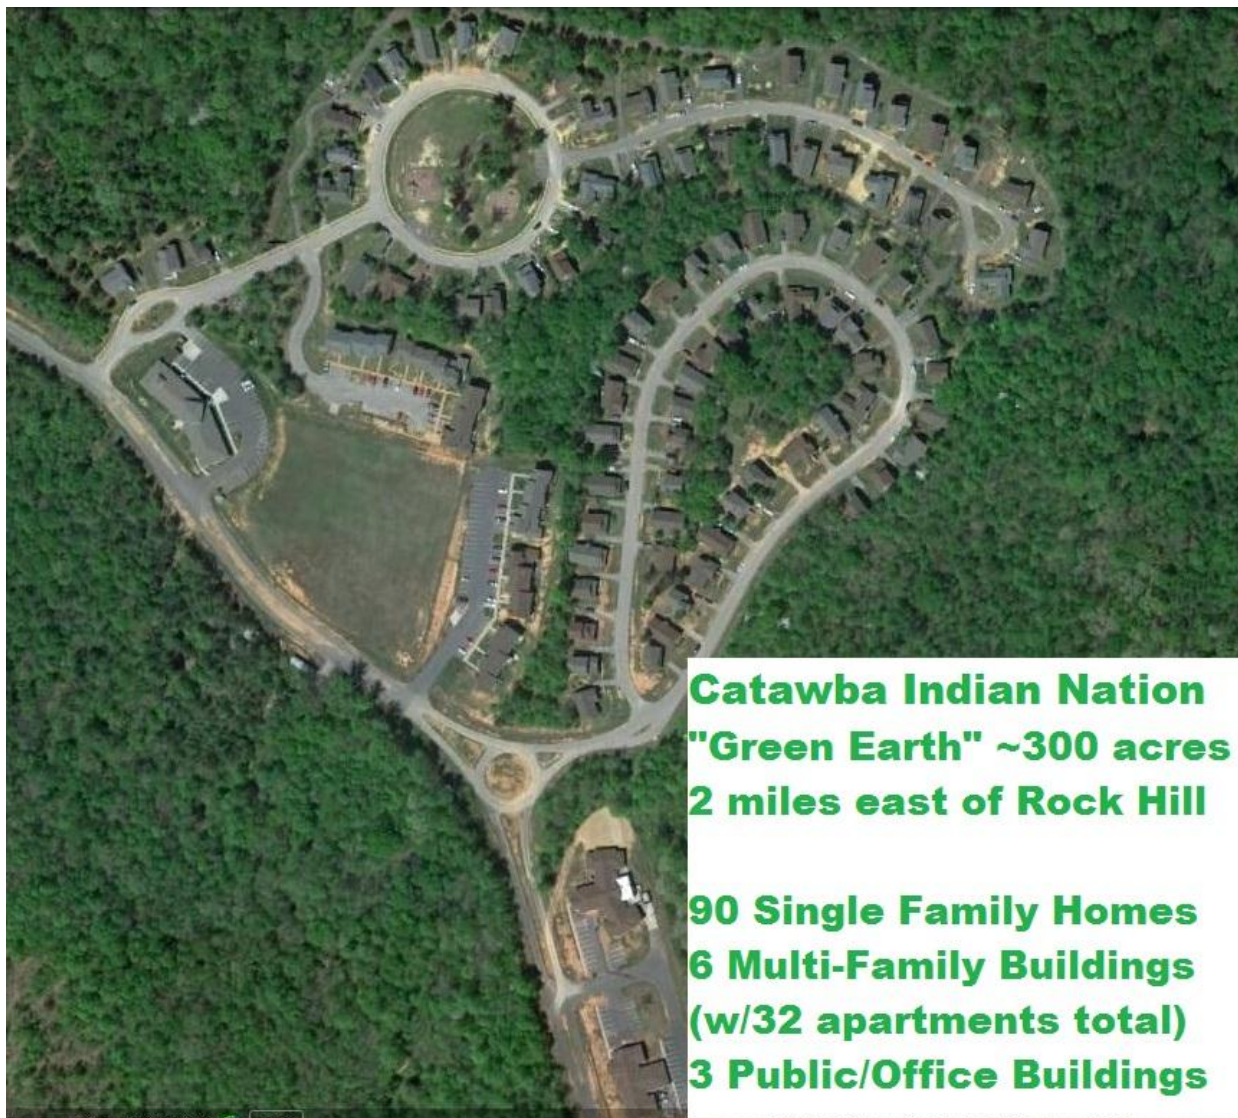 Catawba Indian Nation
"Green Earth" ~300 acres
2 miles east of Rock Hill
90 Single Family Homes
6 Multi-Family Buildings
(w/32 apartments total)
3 Public/Office Buildings